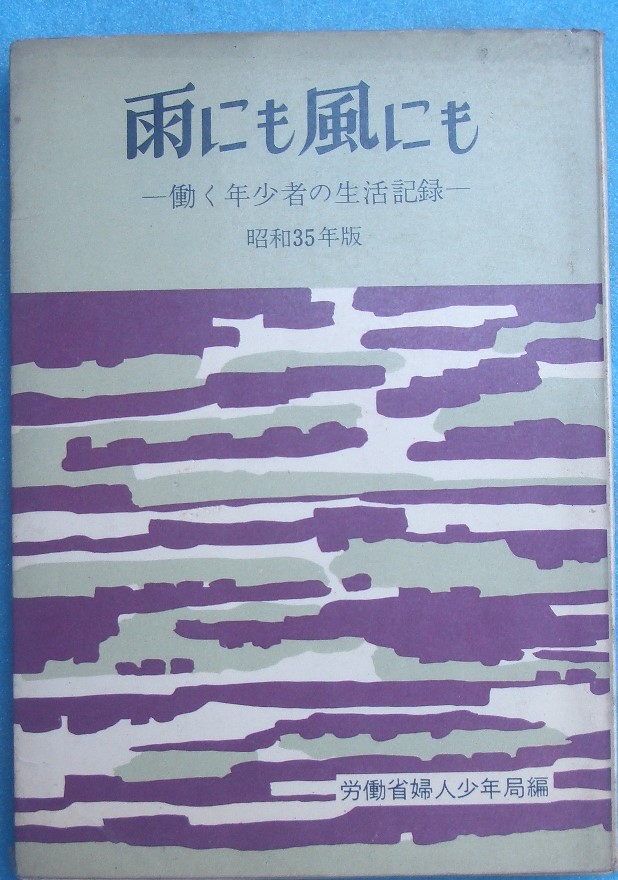 雨にも風にも
―働く年少者の生活記録―
昭和35年版
労働省婦人少年局編